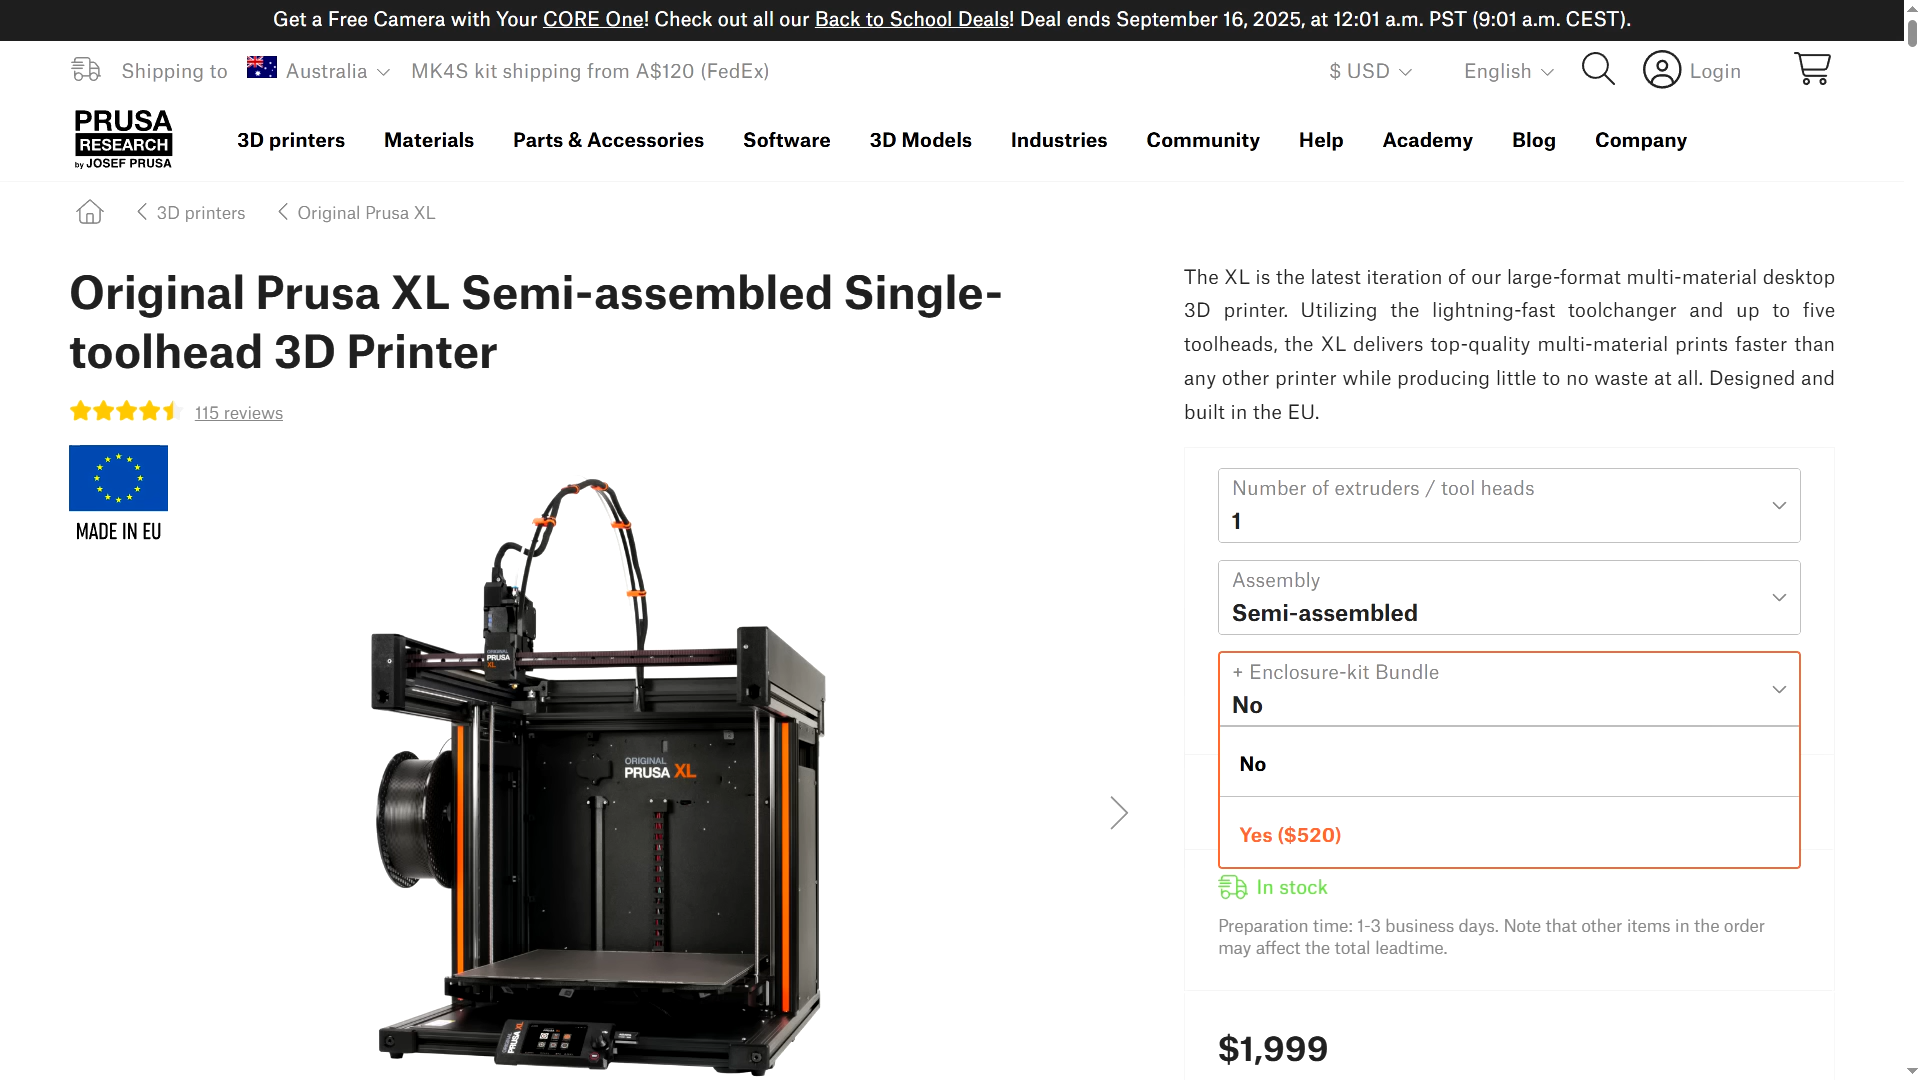 Get a Free Camera with Your CORE One! Check out all our Back to School Deals! Deal ends September 16, 2025, at 12:01 a.m. PST (9:01 a.m. CEST).
Shipping to Australia MK4S kit shipping from A$120 (FedEx) $ USD English Login
PRUSA
RESEARCH
by JOSEF PRUSA
3D printers Materials Parts & Accessories Software 3D Models Industries Community Help Academy Blog Company
3D printers Original Prusa XL
Original Prusa XL Semi-assembled Single-
toolhead 3D Printer
115 reviews
MADE IN EU
ORIGINAL
PRUSA
XL
ORIGINAL
PRUSA XL
PRUSA XL
The XL is the latest iteration of our large-format multi-material desktop
3D printer. Utilizing the lightning-fast toolchanger and up to five
toolheads, the XL delivers top-quality multi-material prints faster than
any other printer while producing little to no waste at all. Designed and
built in the EU.
Number of extruders / tool heads
1
Assembly
Semi-assembled
+ Enclosure-kit Bundle
No
No
Yes ($520)
In stock
Preparation time: 1-3 business days. Note that other items in the order
may affect the total leadtime.
$1,999